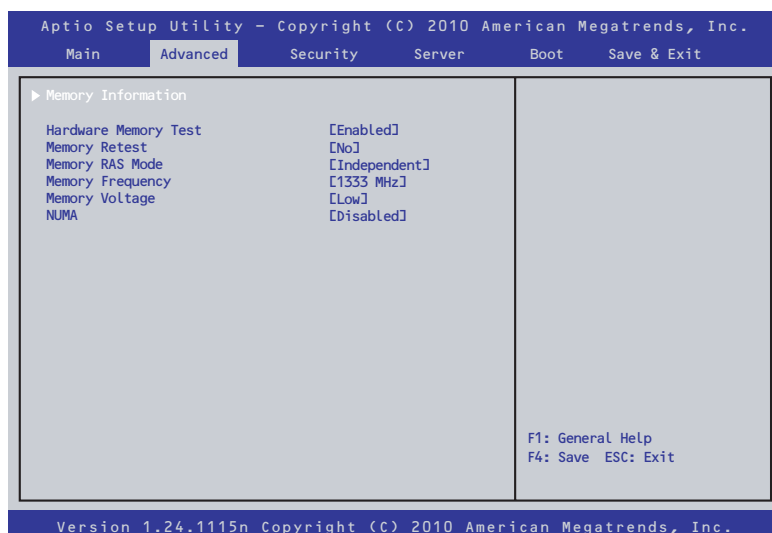 Aptio Setup Utility – Copyright (C) 2010 American Megatrends, Inc.
Main Advanced Security Server Boot Save & Exit
▶ Memory Information
Hardware Memory Test [Enabled]
Memory Retest [No]
Memory RAS Mode [Independent]
Memory Frequency [1333 MHz]
Memory Voltage [Low]
NUMA [Disabled]
F1: General Help
F4: Save ESC: Exit
Version 1.24.1115n Copyright (C) 2010 American Megatrends, Inc.